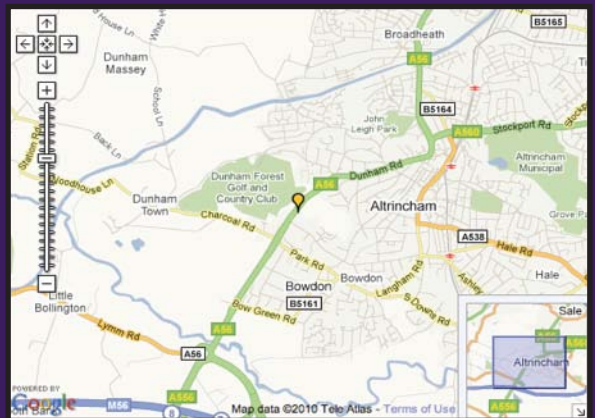 B5165
Broadheath
Dunham
Massey
School Ln
A56
B5164
John
Leigh Park
A560
Stockport Rd
Station Rd
Back Ln
Altrincham
Municipal
Dunham Rd
A56
Dunham Forest
Golf and
Country Club
Woodhouse Ln
Dunham
Town
Charcoal Rd
Altrincham
A538
Hale Rd
Park Rd
Bowdon
Bowdon
Langham Rd
Ashley
Hale
B5161
S Downs Rd
Little
Bollington
Bow Green Rd
Sale
A56
Lymm Rd
A56
Altrincham
POWERED BY
Google
A56
M56
8
Map data ©2010 Tele Atlas - Terms of Use
A556